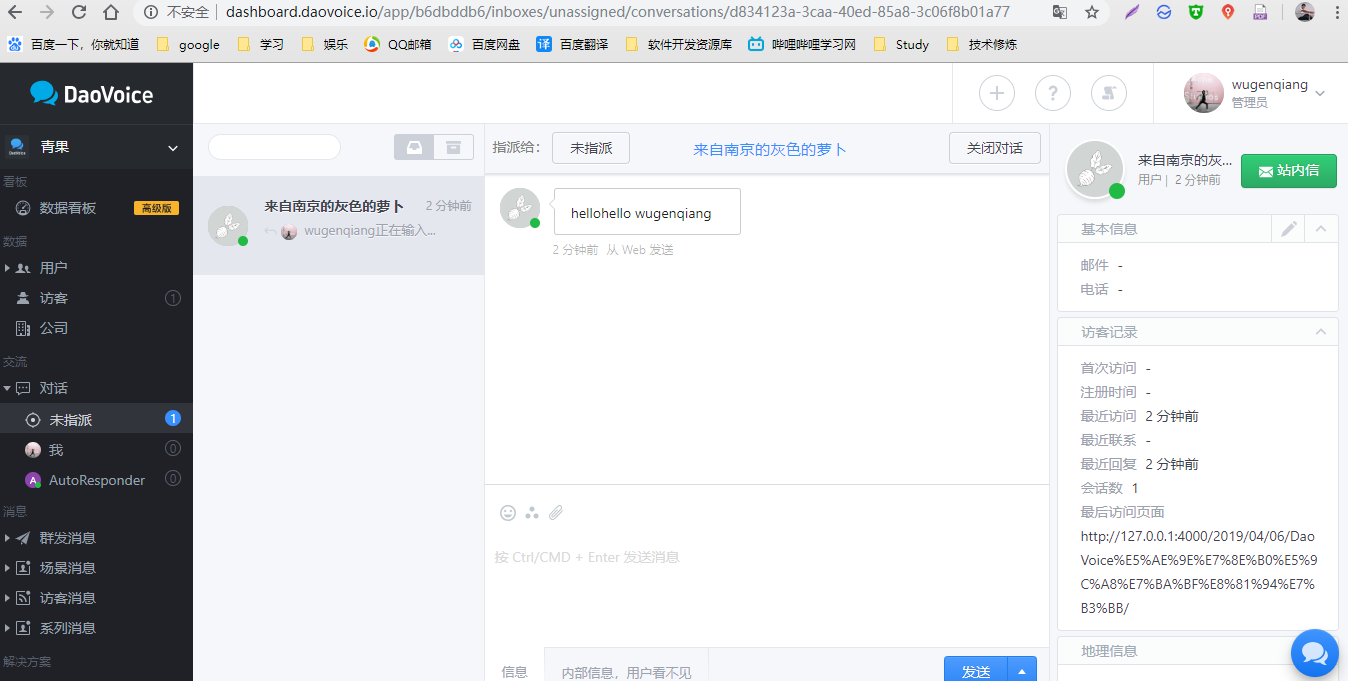 不安全 dashboard.daovoice.io/app/b6dbddb6/inboxes/unassigned/conversations/d834123a-3caa-40ed-85a8-3c06f8b01a77
百度一下，你就知道 google 学习 娱乐 QQ邮箱 百度网盘 译 百度翻译 软件开发资源库 哔哩哔哩学习网 Study 技术修炼
DaoVoice
wugenqiang
管理员
青果
看板
数据看板 高级版
数据
用户
访客 1
公司
交流
对话
未指派 1
我 0
A AutoResponder 0
消息
群发消息
场景消息
访客消息
系列消息
解决方案
来自南京的灰色的萝卜 2 分钟前
wugenqiang正在输入...
指派给: 未指派 来自南京的灰色的萝卜 关闭对话
hellohello wugenqiang
2 分钟前 从 Web 发送
按 Ctrl/CMD + Enter 发送消息
信息 内部信息，用户看不见 发送
来自南京的灰...
用户 | 2 分钟前
站内信
基本信息
邮件 -
电话 -
访客记录
首次访问 -
注册时间 -
最近访问 2 分钟前
最近联系 -
最近回复 2 分钟前
会话数 1
最后访问页面
http://127.0.0.1:4000/2019/04/06/Dao
Voice%E5%AE%9E%E7%8E%B0%E5%9
C%A8%E7%BA%BF%E8%81%94%E7%
B3%BB/
地理信息